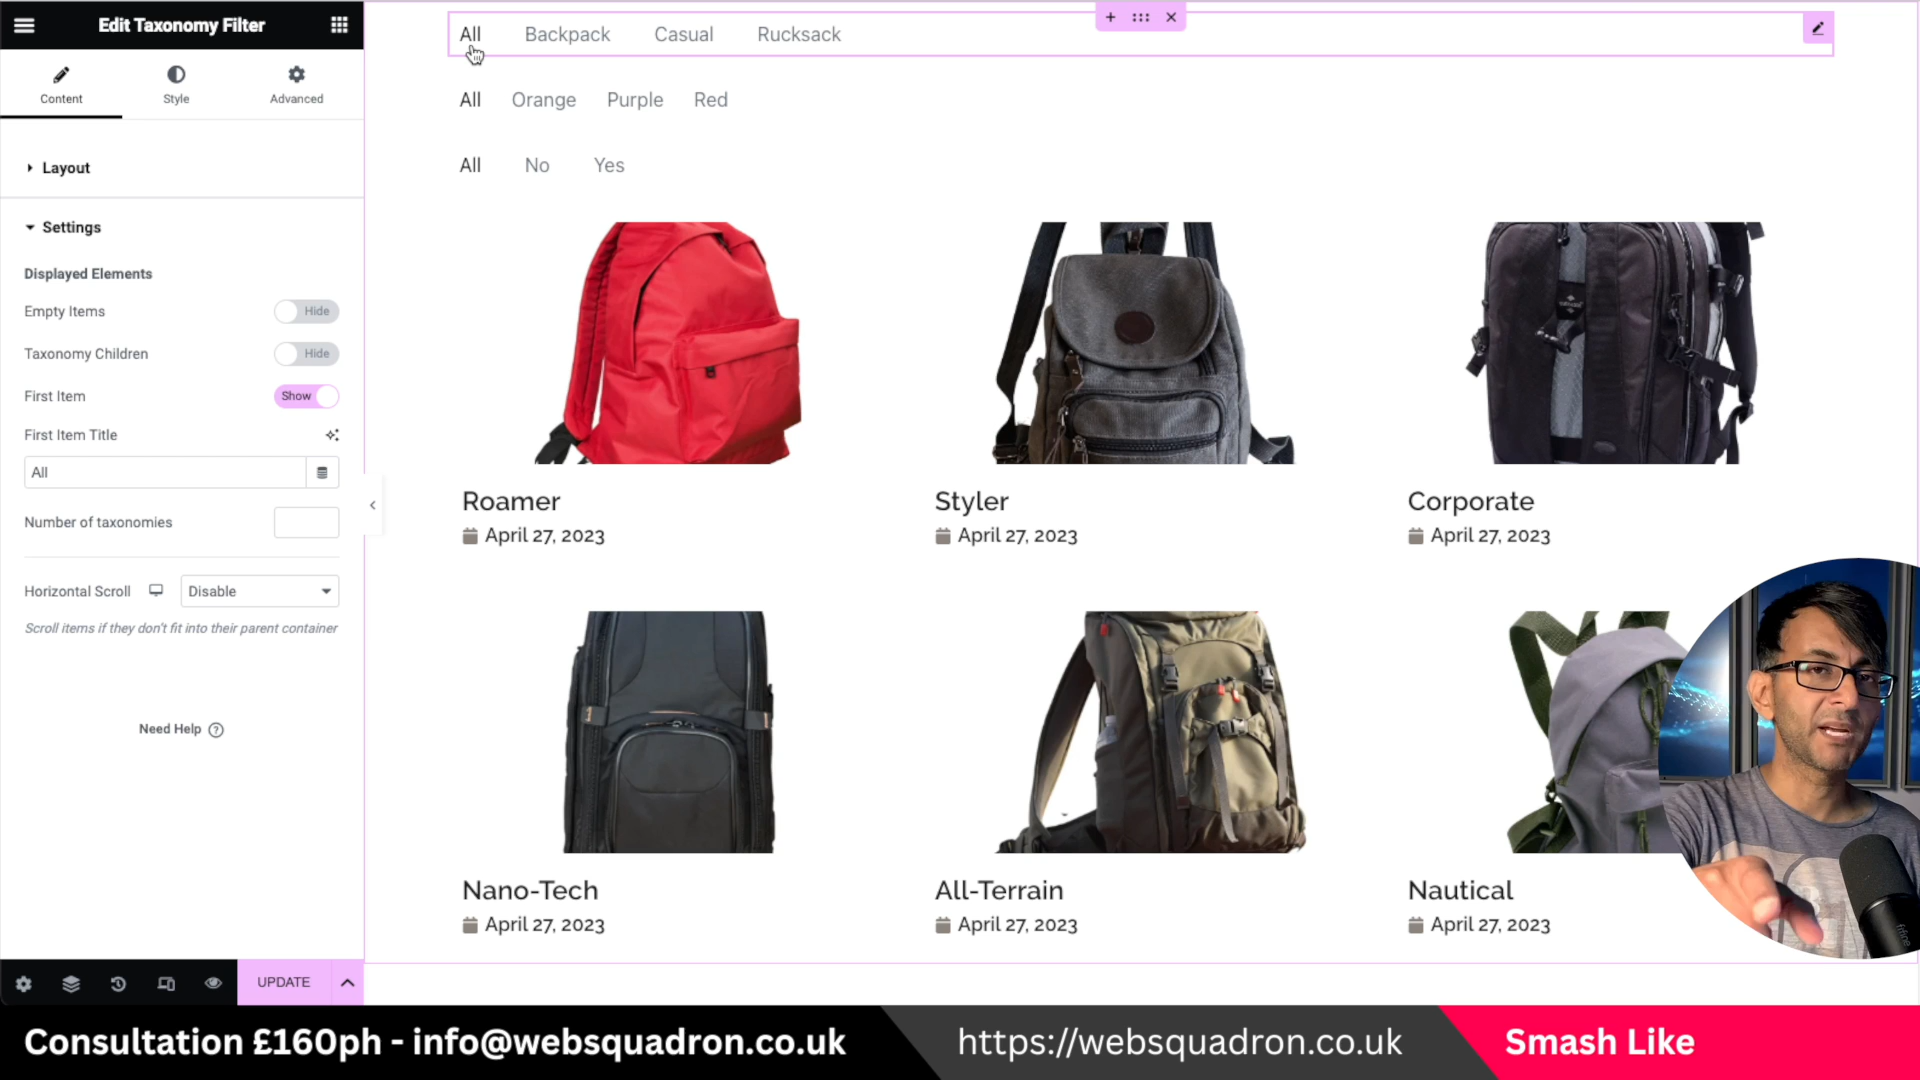 Edit Taxonomy Filter
Content
Style
Advanced
Layout
Settings
Displayed Elements
Empty Items
Hide
Taxonomy Children
Hide
First Item
Show
First Item Title
All
Number of taxonomies
Horizontal Scroll
Disable
Scroll items if they don't fit into their parent container
Need Help
UPDATE
All Backpack Casual Rucksack
All Orange Purple Red
All No Yes
Roamer
April 27, 2023
Styler
April 27, 2023
Corporate
April 27, 2023
Nano-Tech
April 27, 2023
All-Terrain
April 27, 2023
Nautical
April 27, 2023
Consultation £160ph - info@websquadron.co.uk
https://websquadron.co.uk
Smash Like